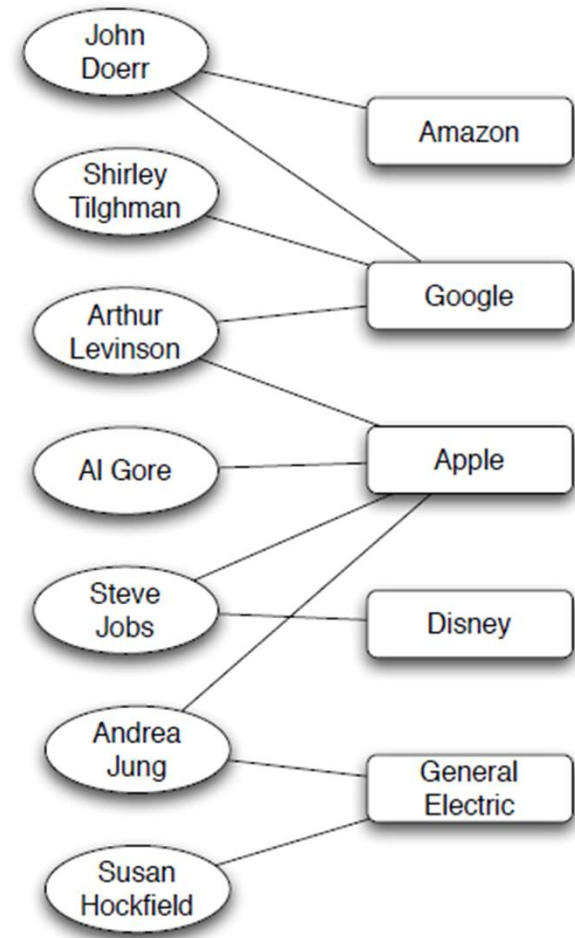 John
Doerr
Amazon
Shirley
Tilghman
Google
Arthur
Levinson
Al Gore
Apple
Steve
Jobs
Disney
Andrea
Jung
General
Electric
Susan
Hockfield